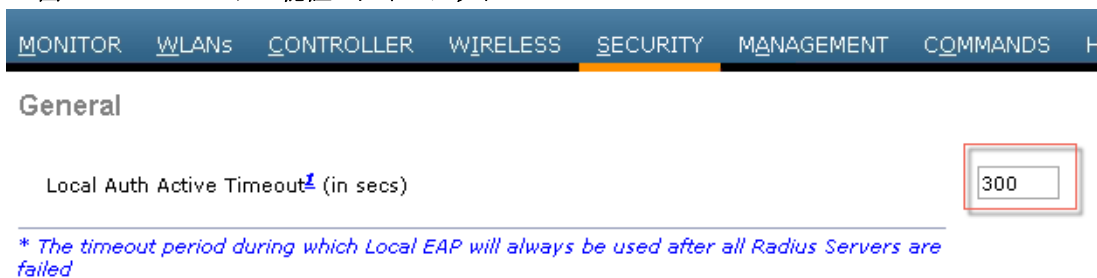 MONITOR WLANs CONTROLLER WIRELESS SECURITY MANAGEMENT COMMANDS H
General
Local Auth Active Timeout1 (in secs) 300
* The timeout period during which Local EAP will always be used after all Radius Servers are
failed